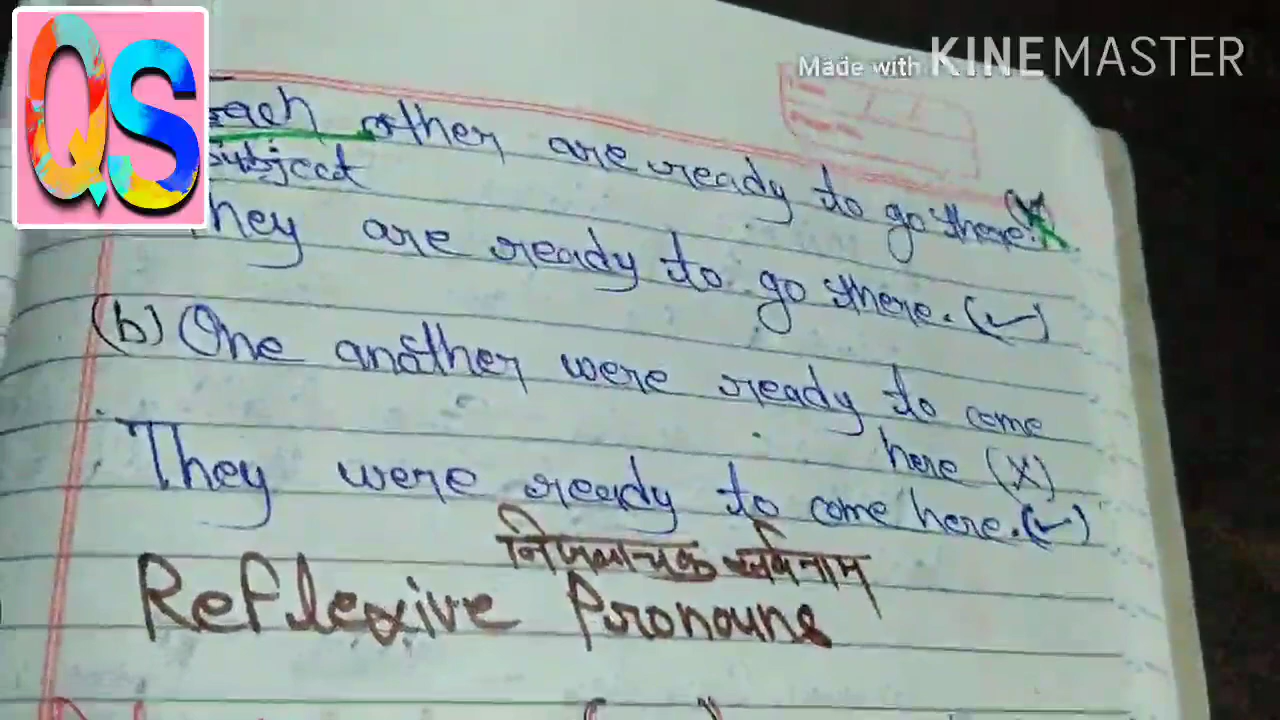 QS
Made with KINEMASTER
each other are ready to go there. (X)
subject
They are ready to go there. (✓)
(b) One another were ready to come
here (X)
They were ready to come here. (✓)
निजवाचक सर्वनाम
Reflexive Pronouns